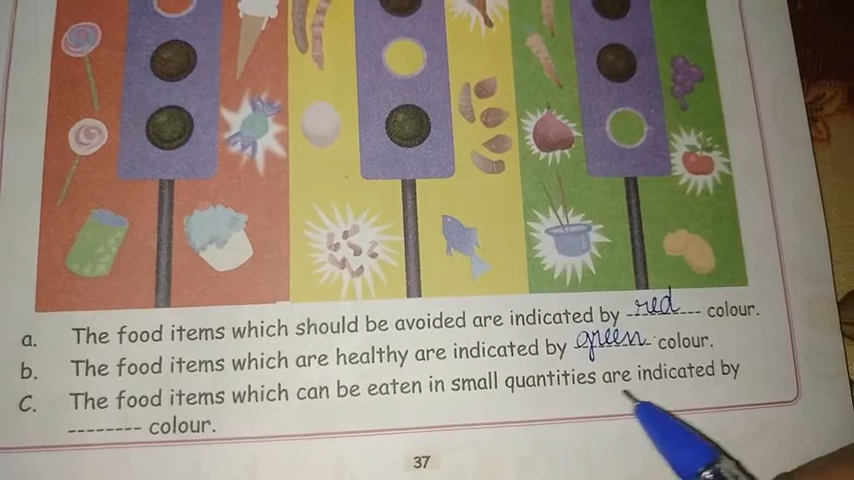 a. The food items which should be avoided are indicated by red colour.
b. The food items which are healthy are indicated by green colour.
C. The food items which can be eaten in small quantities are indicated by
-------- colour.
37